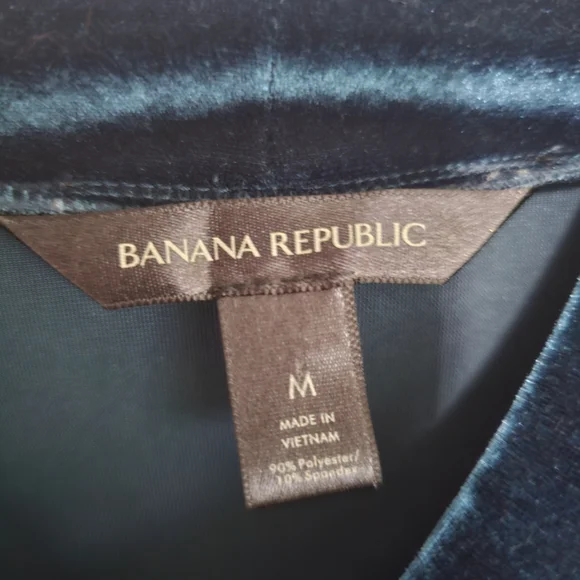 BANANA REPUBLIC
M
MADE IN
VIETNAM
90% Polyester/
10% Spandex